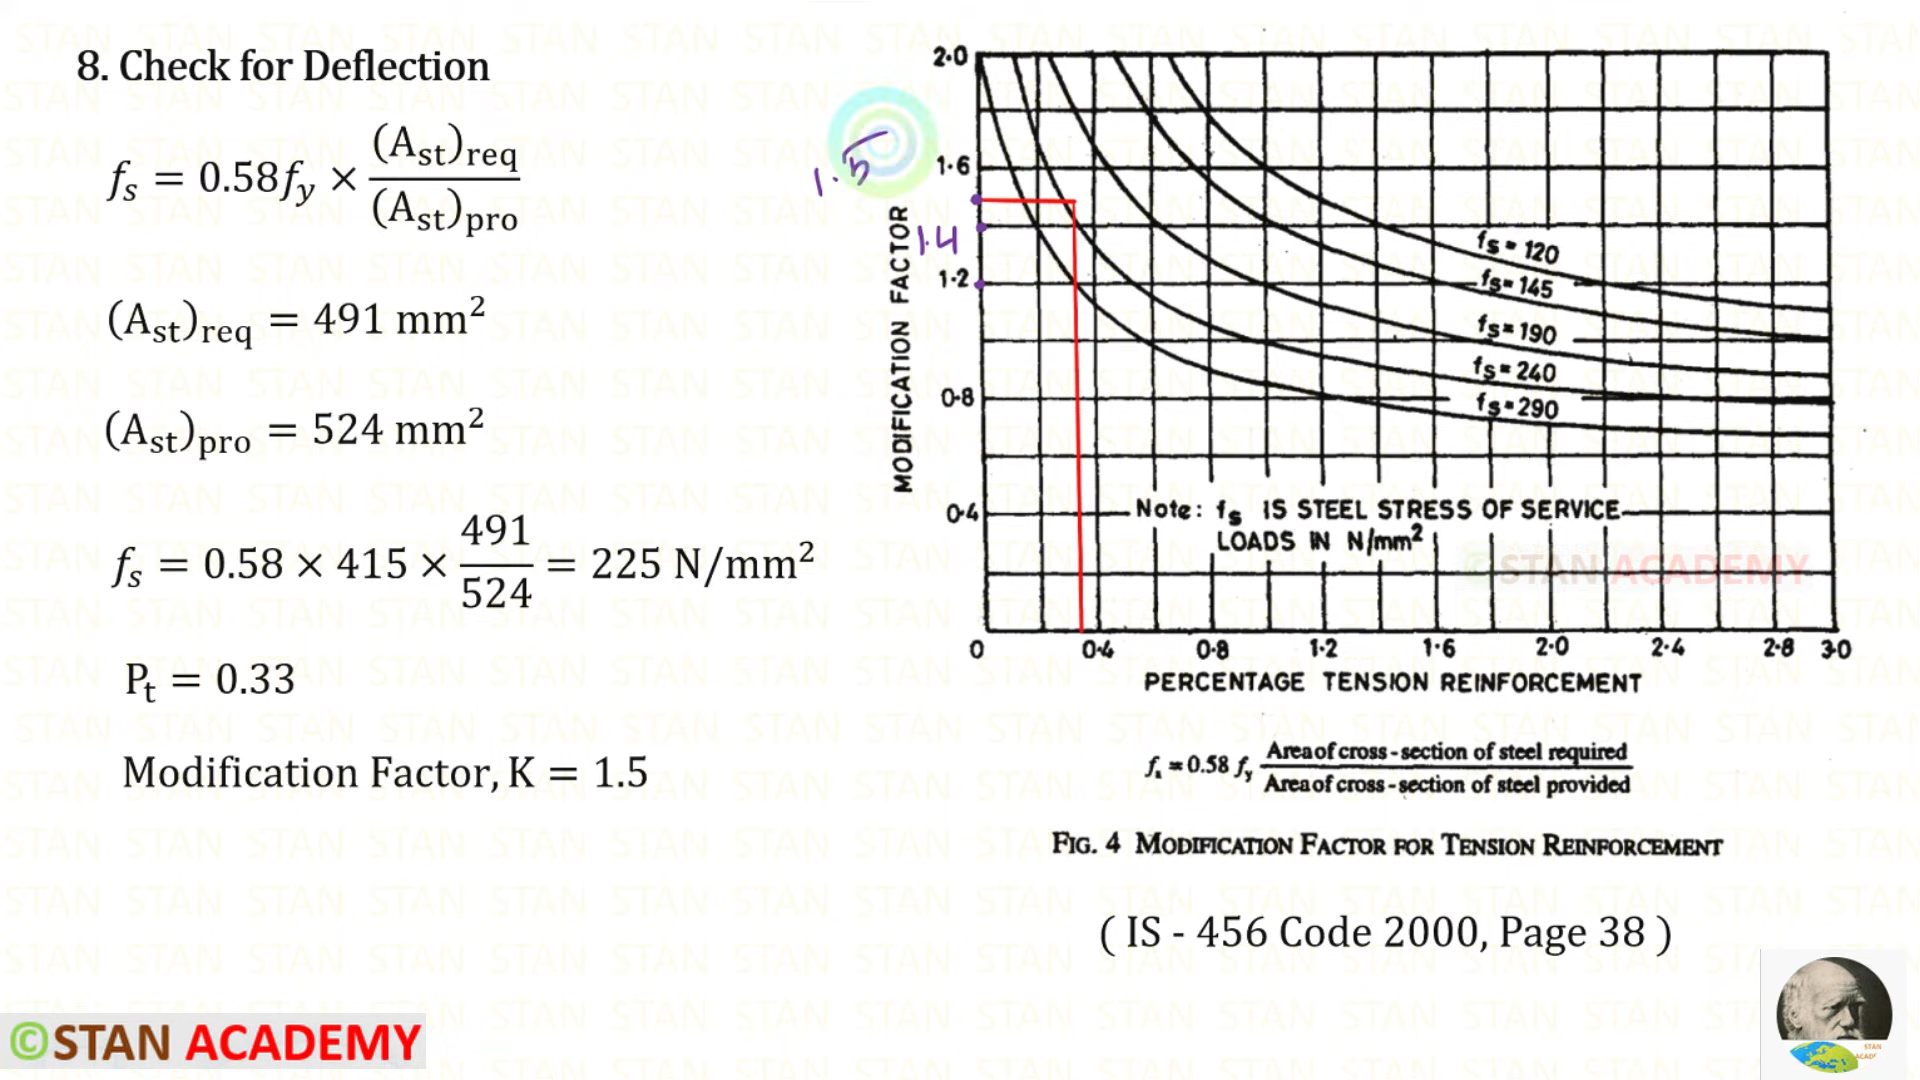 8. Check for Deflection
fs = 0.58fy × (Ast)req / (Ast)pro
(Ast)req = 491 mm²
(Ast)pro = 524 mm²
fs = 0.58 × 415 × 491 / 524 = 225 N/mm²
Pt = 0.33
Modification Factor, K = 1.5
MODIFICATION FACTOR
2·0
1·6
1.5
1.4
1·2
0·8
0·4
fs = 120
fs = 145
fs = 190
fs = 240
fs = 290
Note: fs IS STEEL STRESS OF SERVICE
LOADS IN N/mm²
©STAN ACADEMY
0 0·4 0·8 1·2 1·6 2·0 2·4 2·8 3·0
PERCENTAGE TENSION REINFORCEMENT
fs = 0.58 fy Area of cross-section of steel required / Area of cross-section of steel provided
FIG. 4 MODIFICATION FACTOR FOR TENSION REINFORCEMENT
( IS - 456 Code 2000, Page 38 )
©STAN ACADEMY
STAN